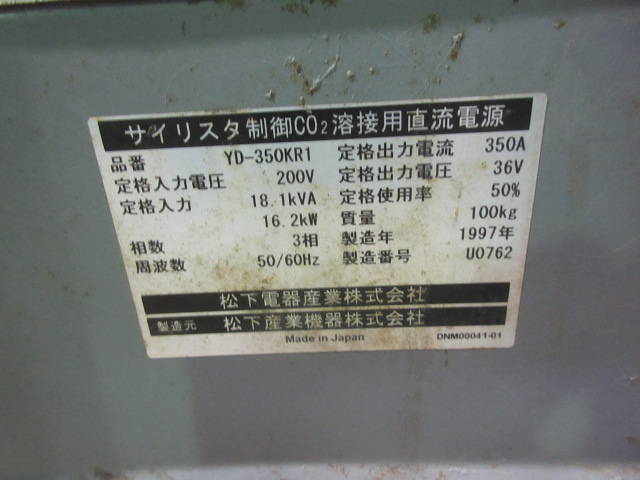 サイリスタ制御CO2溶接用直流電源
品番 YD-350KR1 定格出力電流 350A
定格入力電圧 200V 定格出力電圧 36V
定格入力 18.1kVA 定格使用率 50%
16.2kW 質量 100kg
相数 3相 製造年 1997年
周波数 50/60Hz 製造番号 U0762
松下電器産業株式会社
製造元 松下産業機器株式会社
Made in Japan DNM00041-01